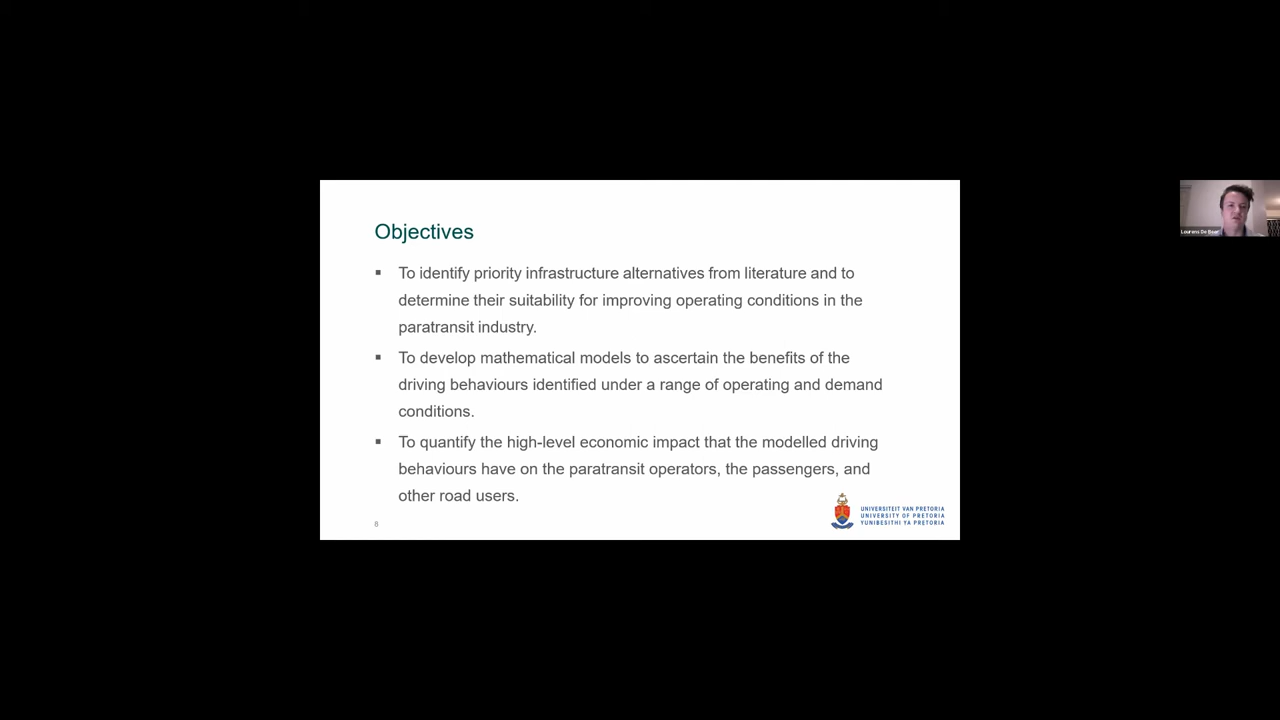 Objectives
▪ To identify priority infrastructure alternatives from literature and to
determine their suitability for improving operating conditions in the
paratransit industry.
▪ To develop mathematical models to ascertain the benefits of the
driving behaviours identified under a range of operating and demand
conditions.
▪ To quantify the high-level economic impact that the modelled driving
behaviours have on the paratransit operators, the passengers, and
other road users.
8
UNIVERSITEIT VAN PRETORIA
UNIVERSITY OF PRETORIA
YUNIBESITHI YA PRETORIA
Lourens De Beer